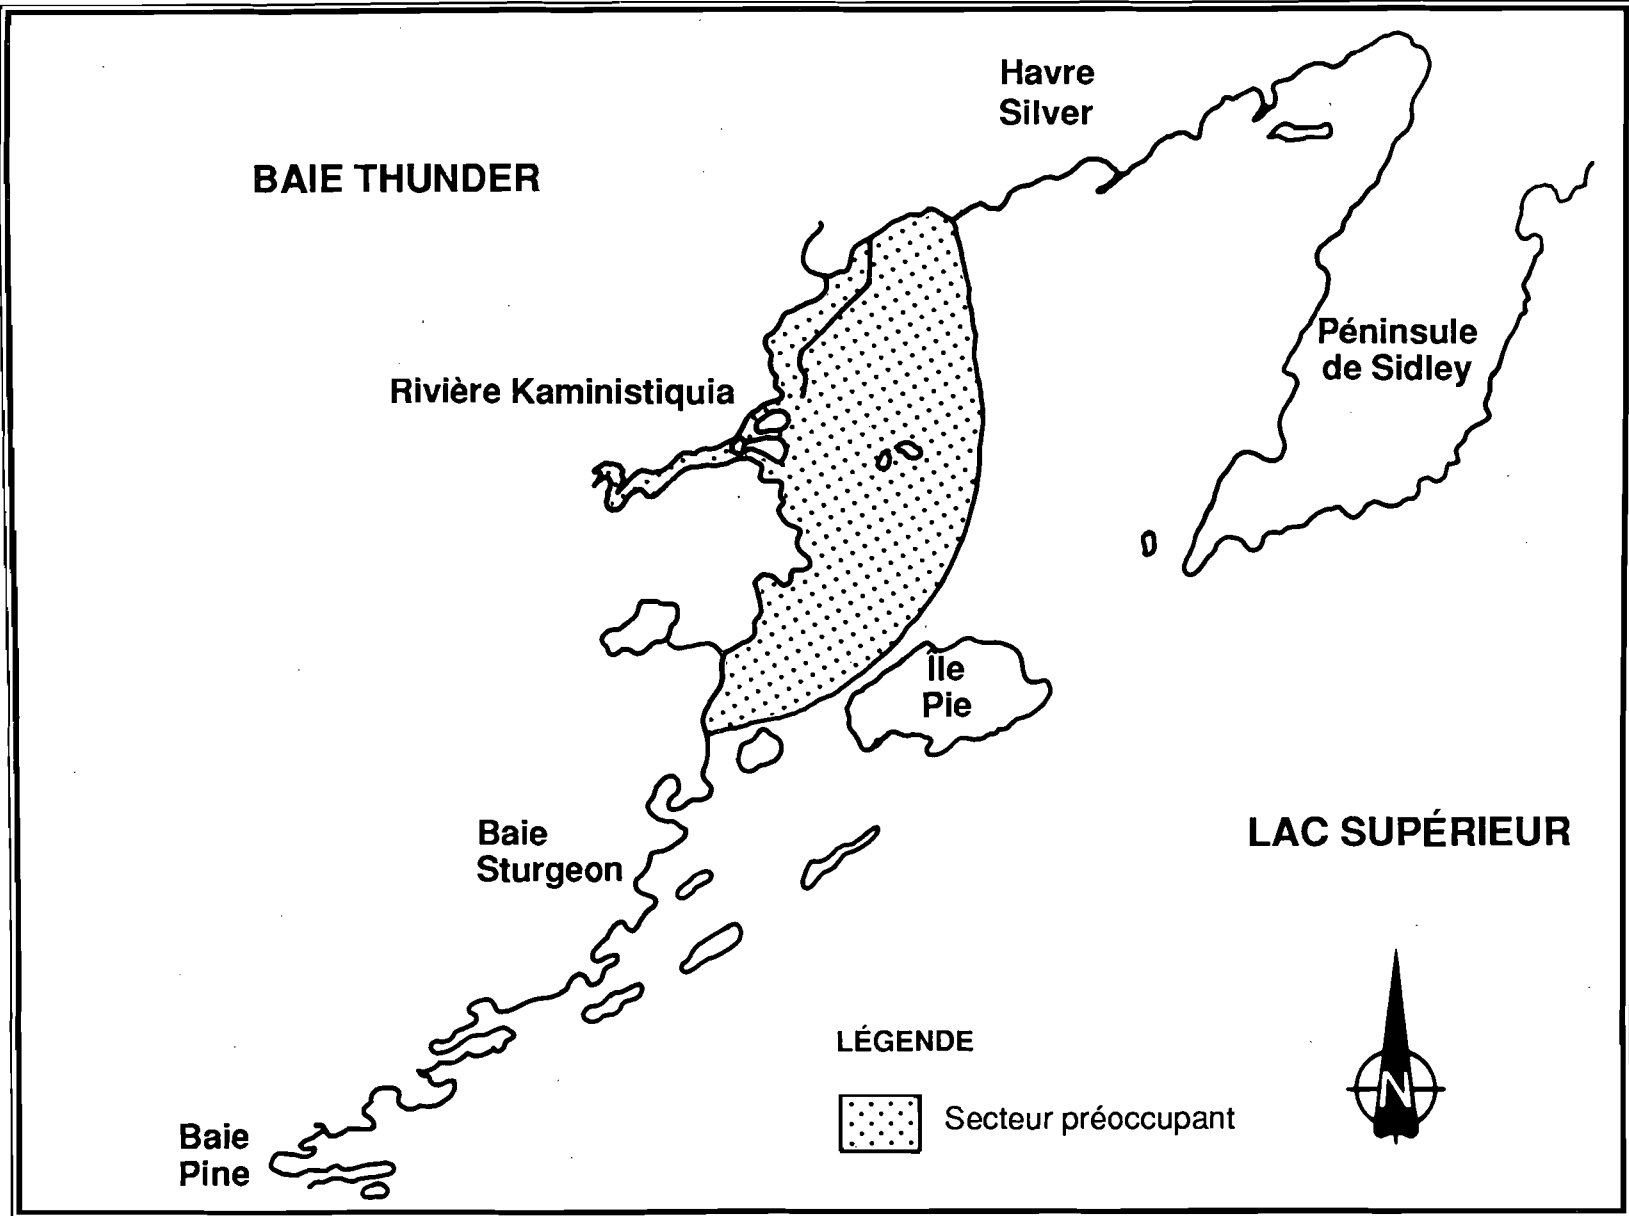 Havre
Silver
BAIE THUNDER
Péninsule
de Sidley
Rivière Kaministiquia
Île
Pie
Baie
Sturgeon
LAC SUPÉRIEUR
LÉGENDE
Secteur préoccupant
N
Baie
Pine